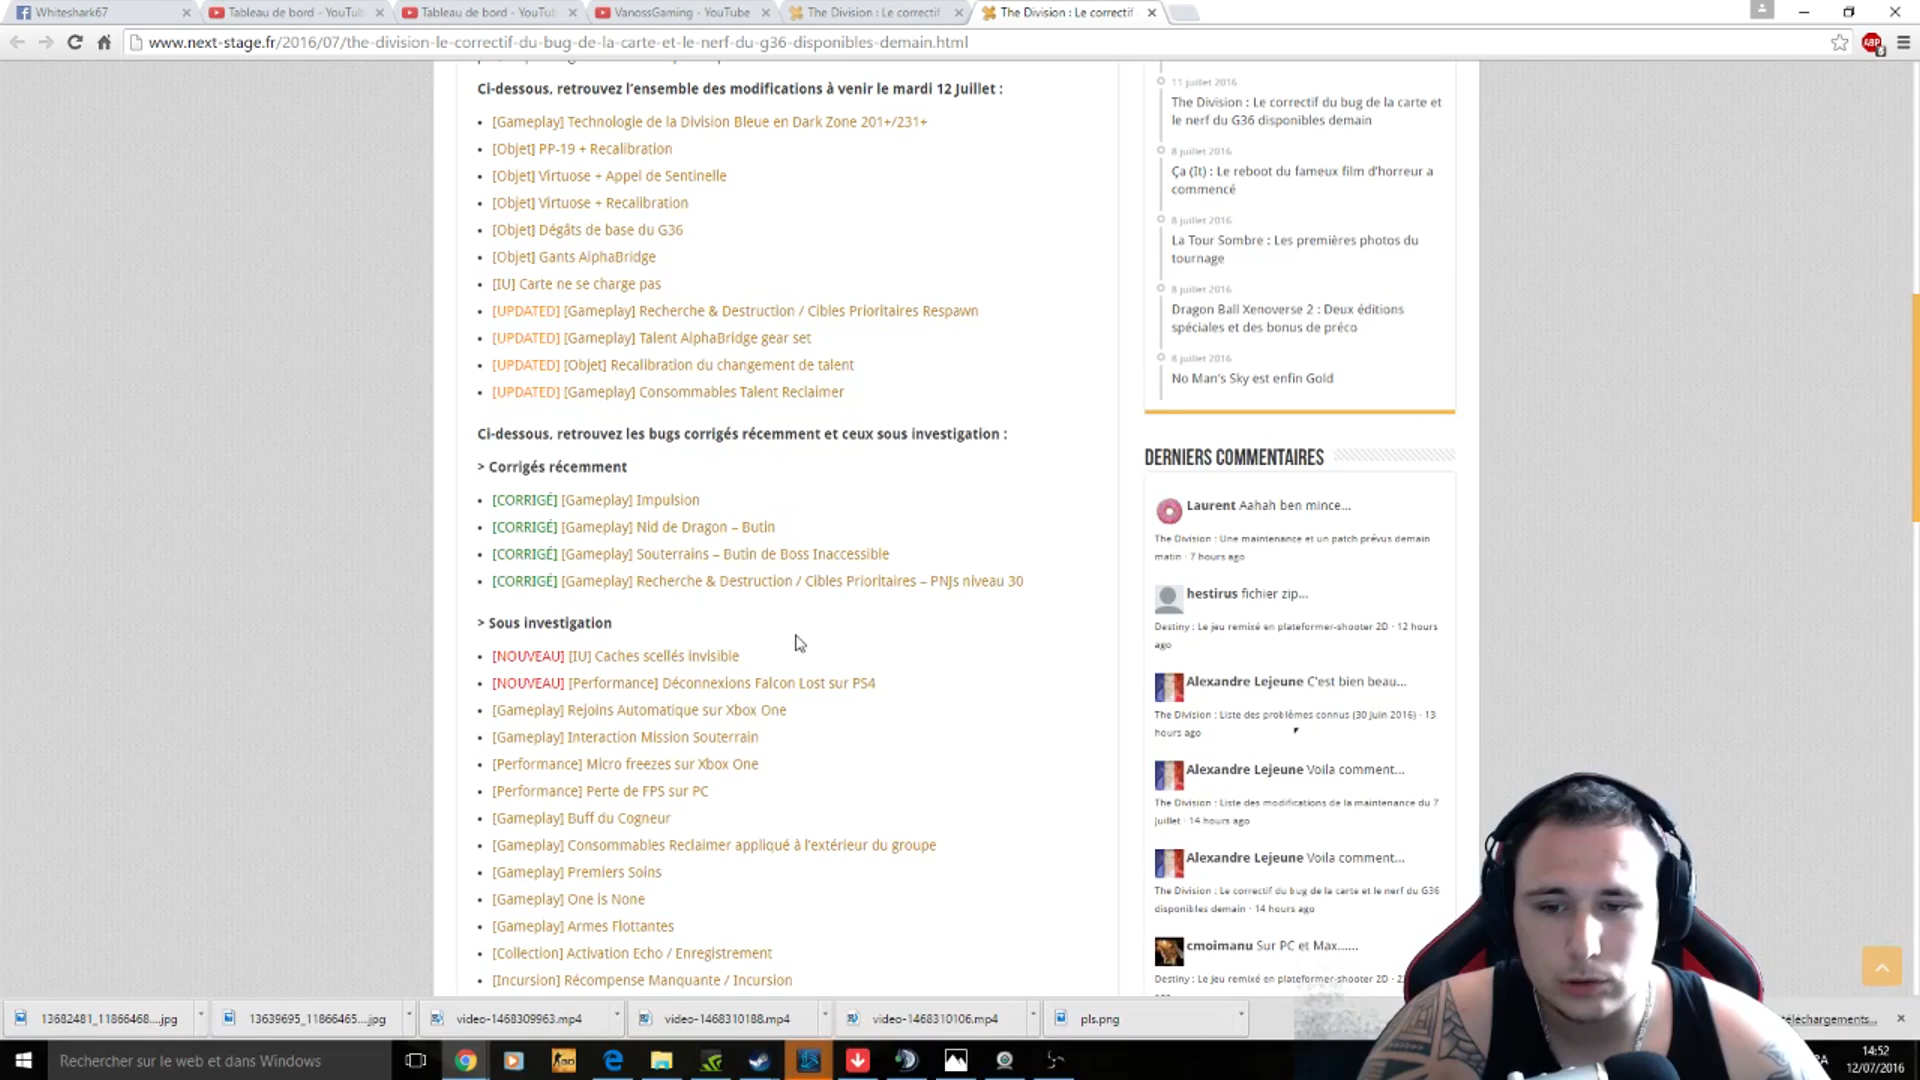 Whiteshark67
Tableau de bord - YouTub
Tableau de bord - YouTub
VanossGaming - YouTube
The Division : Le correctif
The Division : Le correctif
www.next-stage.fr/2016/07/the-division-le-correctif-du-bug-de-la-carte-et-le-nerf-du-g36-disponibles-demain.html
ABP
Ci-dessous, retrouvez l'ensemble des modifications à venir le mardi 12 Juillet :
• [Gameplay] Technologie de la Division Bleue en Dark Zone 201+/231+
• [Objet] PP-19 + Recalibration
• [Objet] Virtuose + Appel de Sentinelle
• [Objet] Virtuose + Recalibration
• [Objet] Dégâts de base du G36
• [Objet] Gants AlphaBridge
• [IU] Carte ne se charge pas
• [UPDATED] [Gameplay] Recherche & Destruction / Cibles Prioritaires Respawn
• [UPDATED] [Gameplay] Talent AlphaBridge gear set
• [UPDATED] [Objet] Recalibration du changement de talent
• [UPDATED] [Gameplay] Consommables Talent Reclaimer
Ci-dessous, retrouvez les bugs corrigés récemment et ceux sous investigation :
> Corrigés récemment
• [CORRIGÉ] [Gameplay] Impulsion
• [CORRIGÉ] [Gameplay] Nid de Dragon – Butin
• [CORRIGÉ] [Gameplay] Souterrains – Butin de Boss Inaccessible
• [CORRIGÉ] [Gameplay] Recherche & Destruction / Cibles Prioritaires – PNJs niveau 30
> Sous investigation
• [NOUVEAU] [IU] Caches scellés invisible
• [NOUVEAU] [Performance] Déconnexions Falcon Lost sur PS4
• [Gameplay] Rejoins Automatique sur Xbox One
• [Gameplay] Interaction Mission Souterrain
• [Performance] Micro freezes sur Xbox One
• [Performance] Perte de FPS sur PC
• [Gameplay] Buff du Cogneur
• [Gameplay] Consommables Reclaimer appliqué à l'extérieur du groupe
• [Gameplay] Premiers Soins
• [Gameplay] One is None
• [Gameplay] Armes Flottantes
• [Collection] Activation Echo / Enregistrement
• [Incursion] Récompense Manquante / Incursion
11 juillet 2016
The Division : Le correctif du bug de la carte et
le nerf du G36 disponibles demain
8 juillet 2016
Ça (It) : Le reboot du fameux film d'horreur a
commencé
8 juillet 2016
La Tour Sombre : Les premières photos du
tournage
8 juillet 2016
Dragon Ball Xenoverse 2 : Deux éditions
spéciales et des bonus de préco
8 juillet 2016
No Man's Sky est enfin Gold
DERNIERS COMMENTAIRES
Laurent Aahah ben mince...
The Division : Une maintenance et un patch prévus demain
matin · 7 hours ago
hestirus fichier zip...
Destiny : Le jeu remixé en plateformer-shooter 2D · 12 hours
ago
Alexandre Lejeune C'est bien beau...
The Division : Liste des problèmes connus (30 Juin 2016) · 13
hours ago
Alexandre Lejeune Voila comment...
The Division : Liste des modifications de la maintenance du 7
Juillet · 14 hours ago
Alexandre Lejeune Voila comment...
The Division : Le correctif du bug de la carte et le nerf du G36
disponibles demain · 14 hours ago
cmoimanu Sur PC et Max......
Destiny : Le jeu remixé en plateformer-shooter 2D · 2
13682481_11866468....jpg
13639695_11866465....jpg
video-1468309963.mp4
video-1468310188.mp4
video-1468310106.mp4
pls.png
téléchargements...
Rechercher sur le web et dans Windows
14:52
12/07/2016